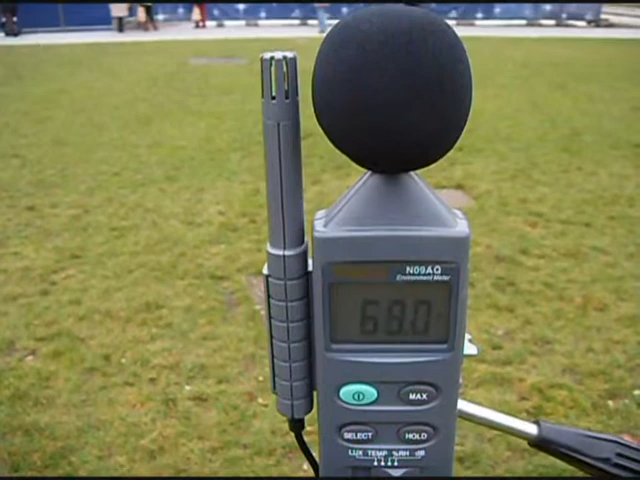 N09AQ
Environment Meter
68.0
MAX
SELECT
HOLD
LUX TEMP %RH dB